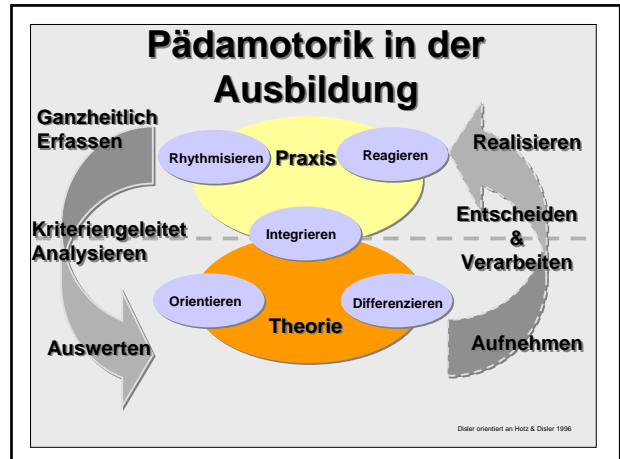 Pädamotorik in der
Ausbildung
Ganzheitlich
Erfassen
Rhythmisieren
Praxis
Reagieren
Realisieren
Kriteriengeleitet
Analysieren
Integrieren
Entscheiden
&
Verarbeiten
Orientieren
Differenzieren
Theorie
Auswerten
Aufnehmen
Disler orientiert an Hotz & Disler 1996